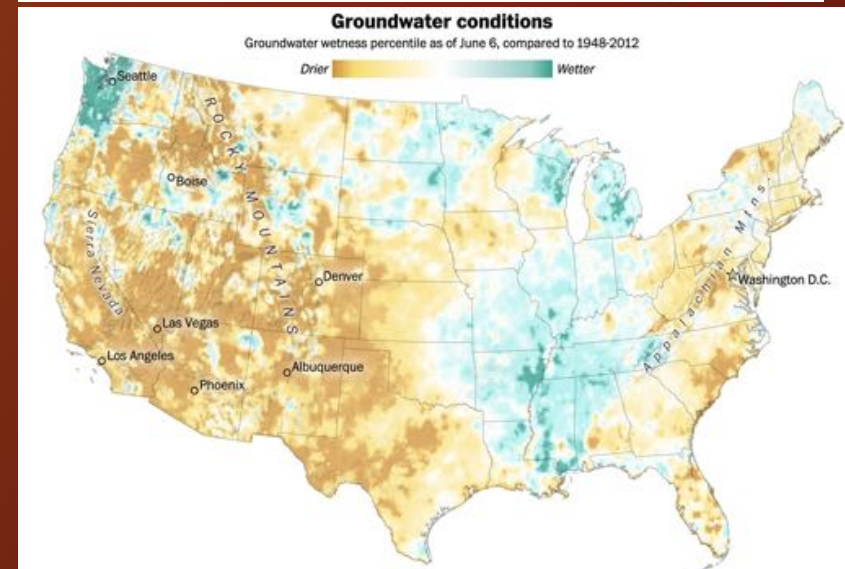 Groundwater conditions
Groundwater wetness percentile as of June 6, compared to 1948-2012
Drier
Wetter
Seattle
ROCKY MOUNTAINS
Boise
Sierra Nevada
Denver
Appalachian Mtns.
Washington D.C.
Las Vegas
Los Angeles
Albuquerque
Phoenix